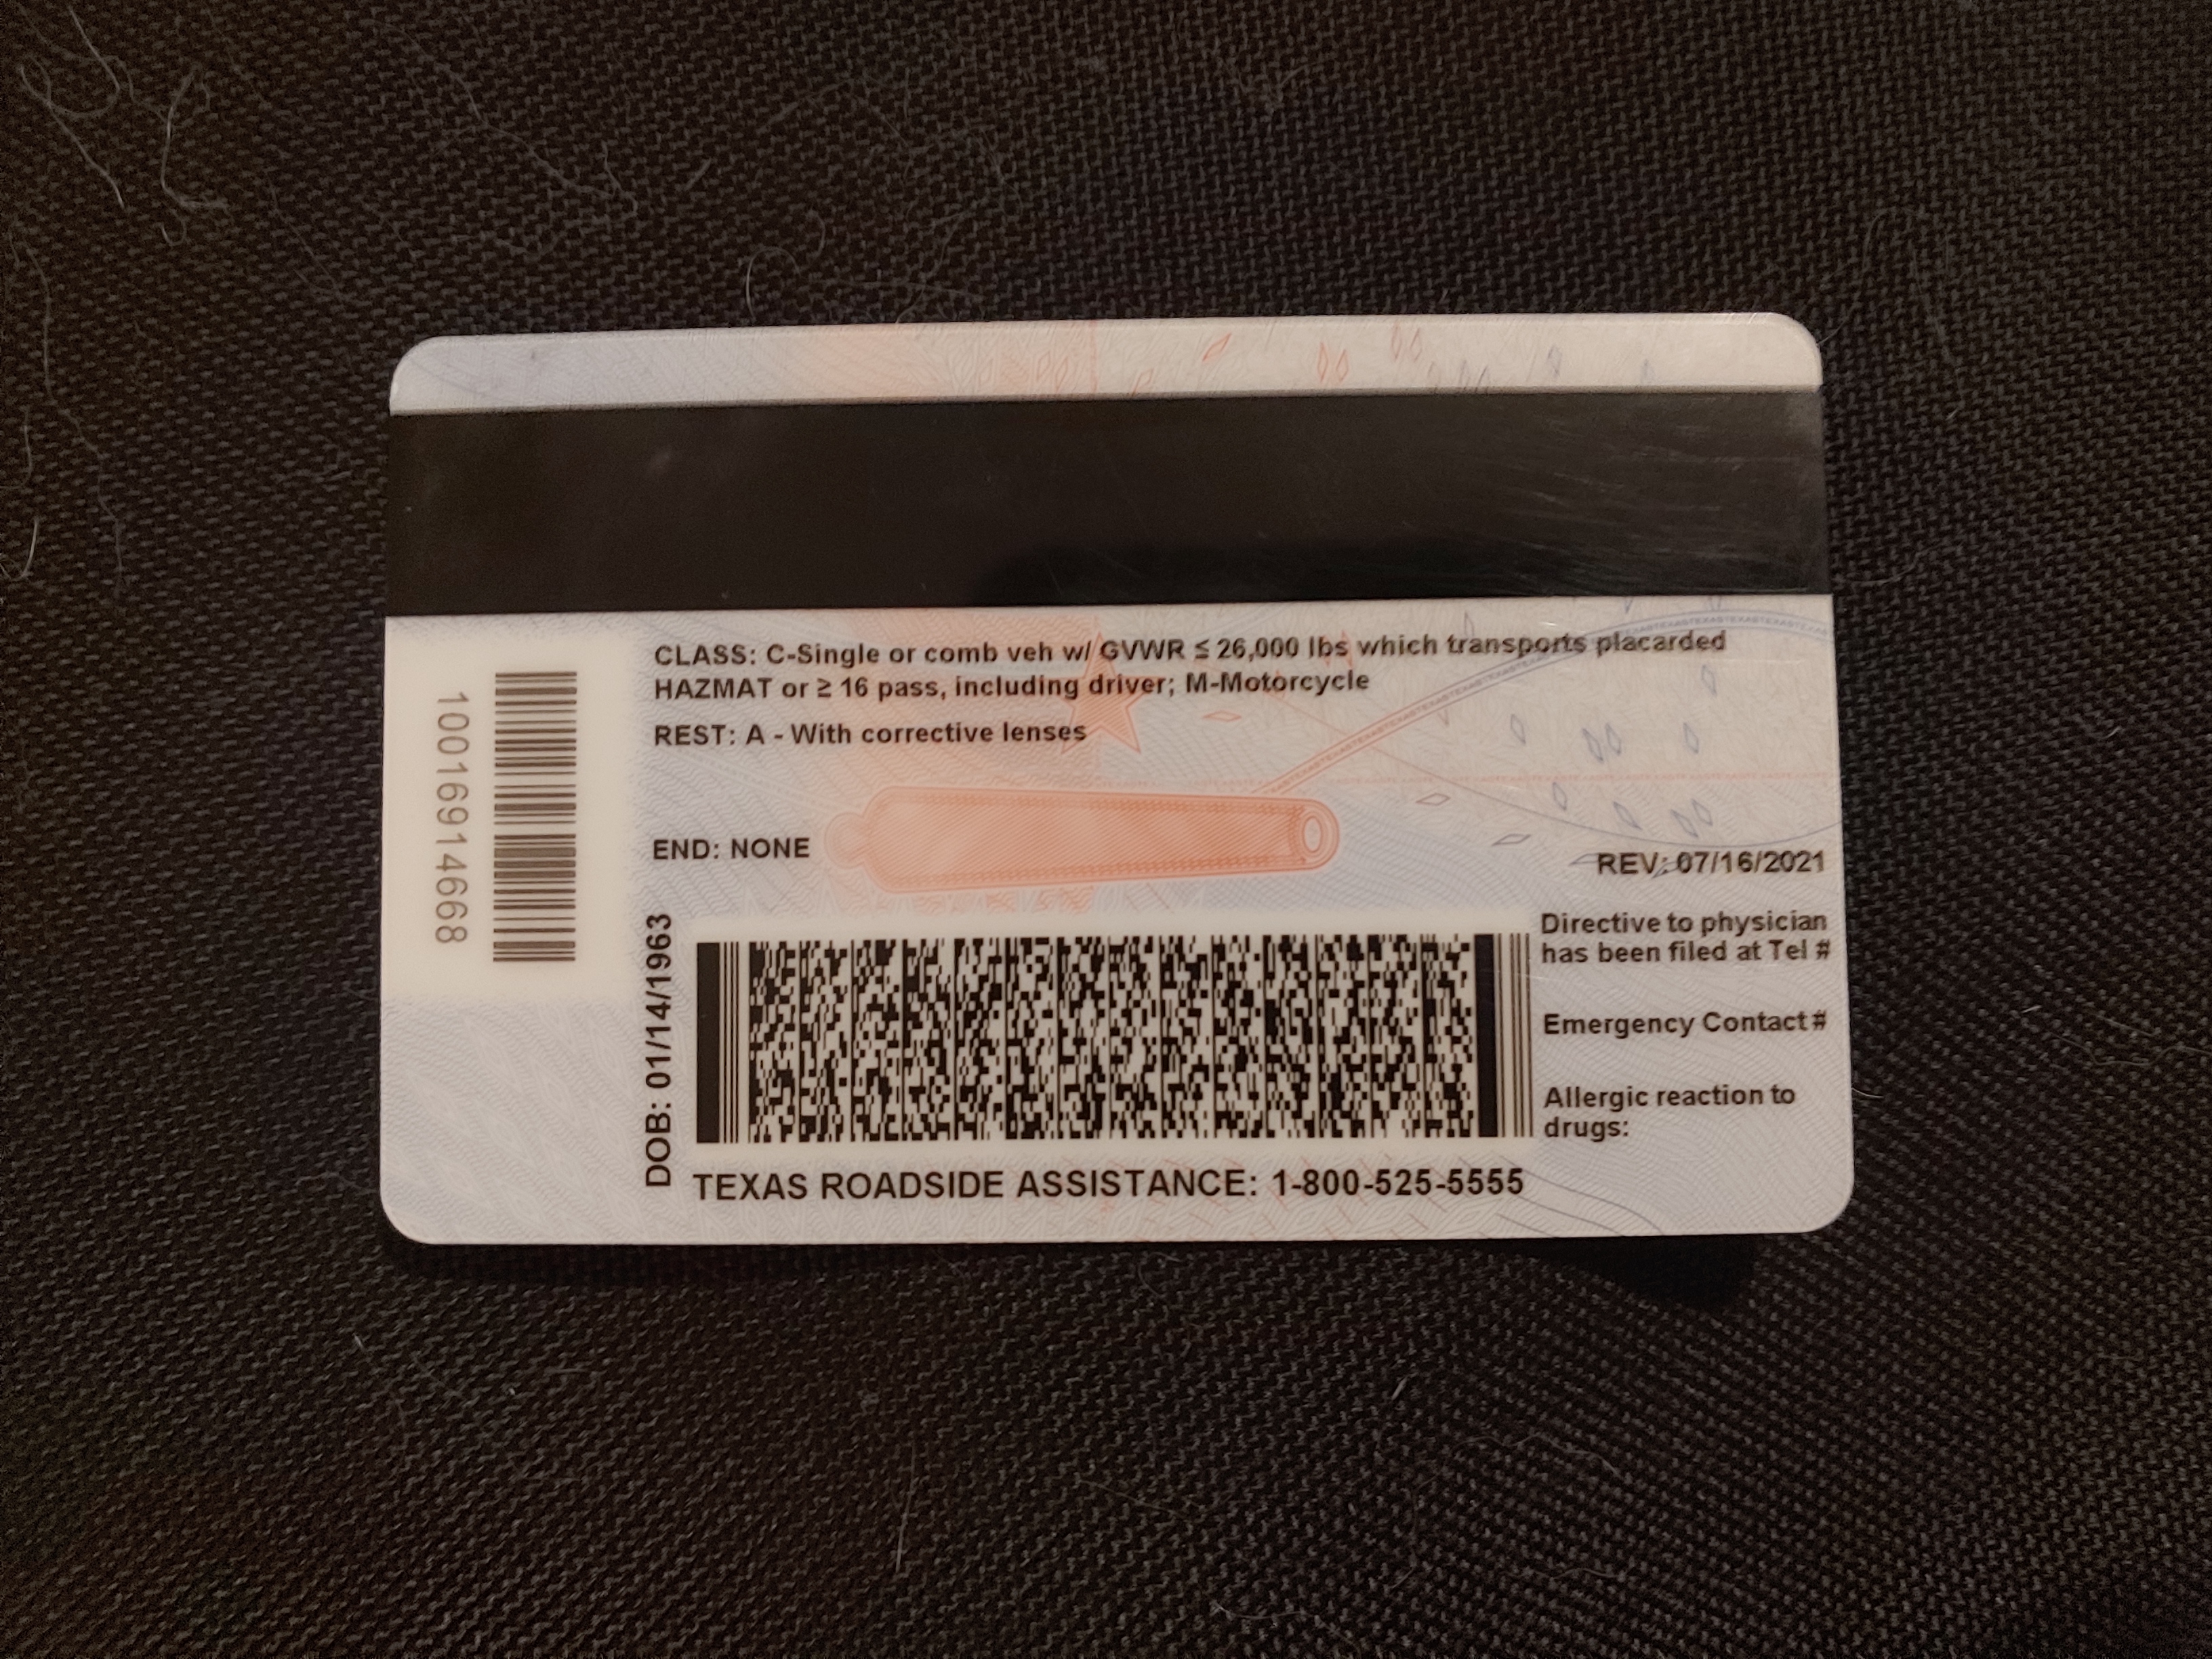 CLASS: C-Single or comb veh w/ GVWR ≤ 26,000 lbs which transports placarded
HAZMAT or ≥ 16 pass, including driver; M-Motorcycle
REST: A - With corrective lenses
END: NONE
REV: 07/16/2021
Directive to physician
has been filed at Tel #
Emergency Contact#
Allergic reaction to
drugs:
DOB: 01/14/1963
TEXAS ROADSIDE ASSISTANCE: 1-800-525-5555
10016914668